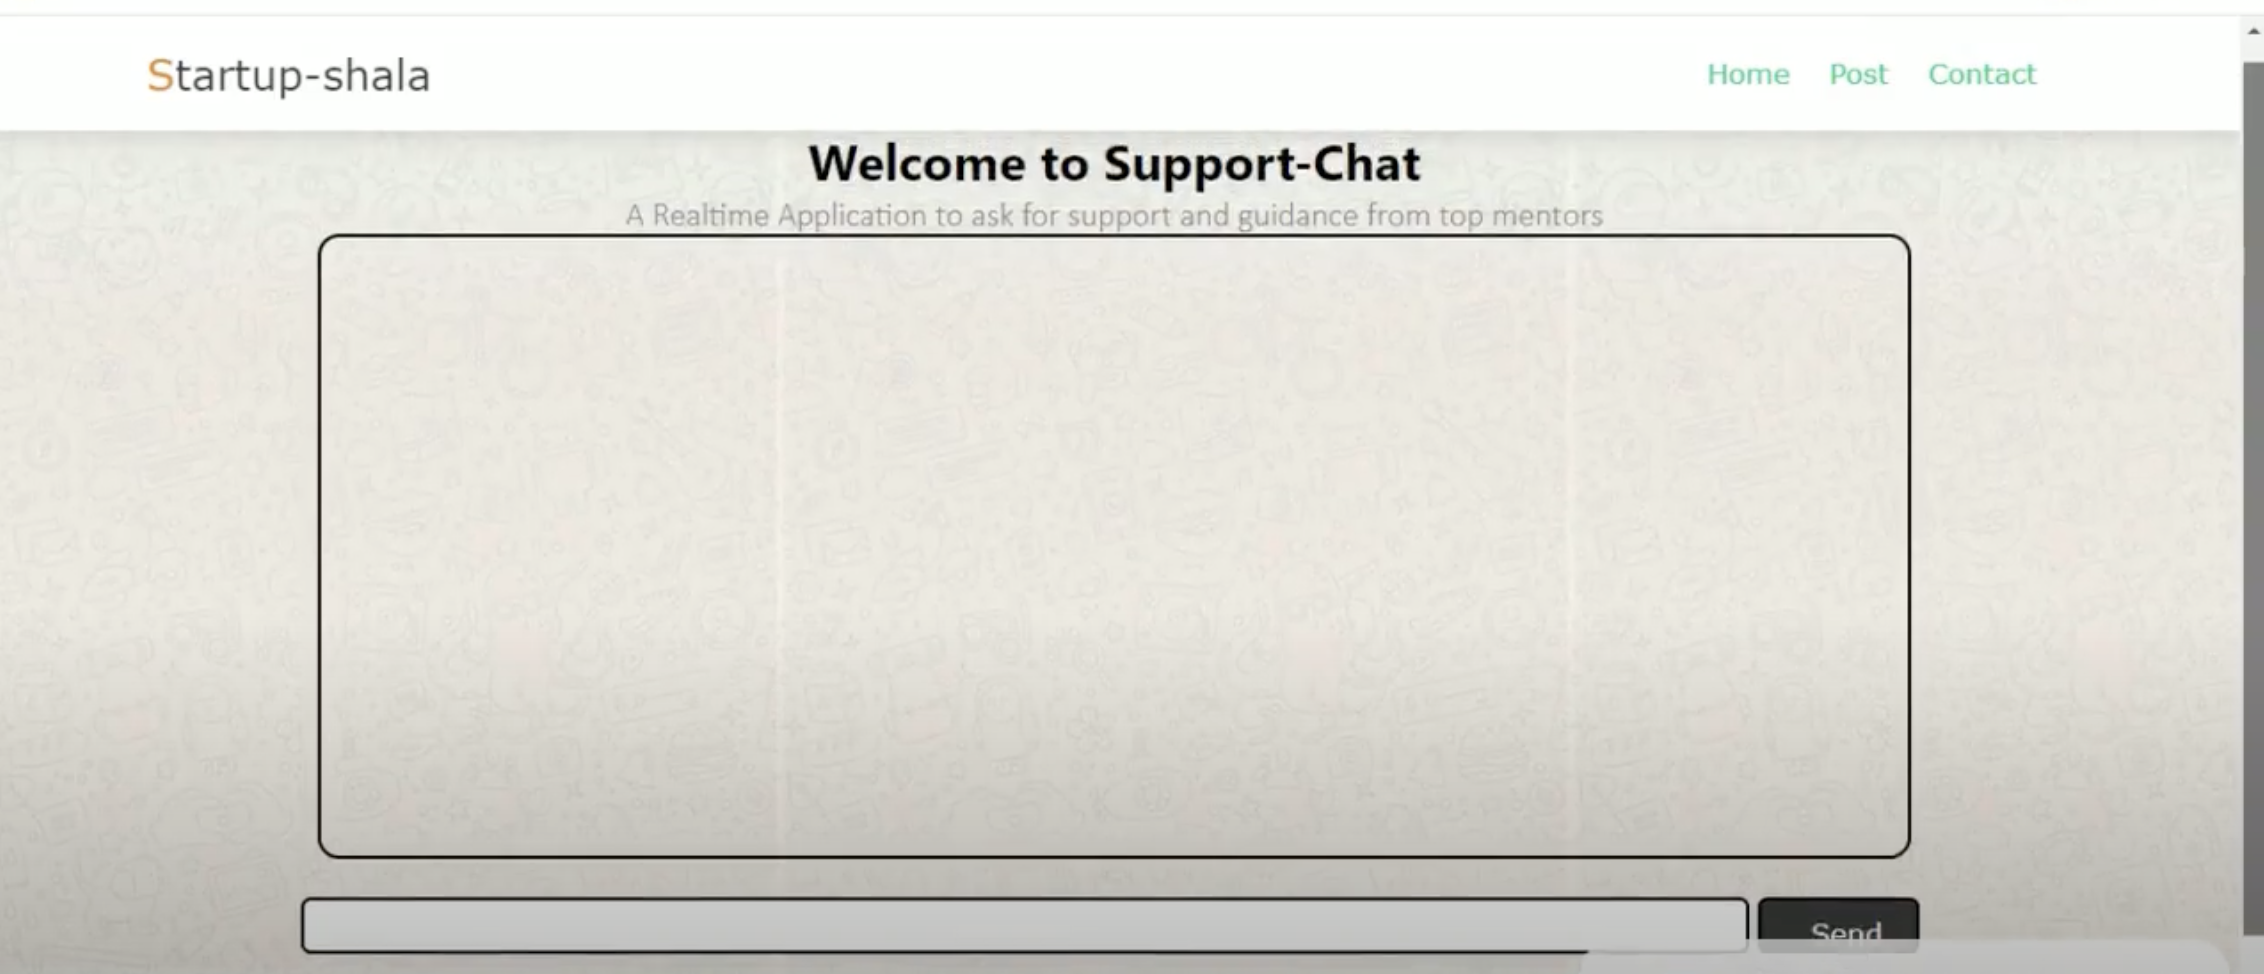 Startup-shala
Home Post Contact
Welcome to Support-Chat
A Realtime Application to ask for support and guidance from top mentors
Send